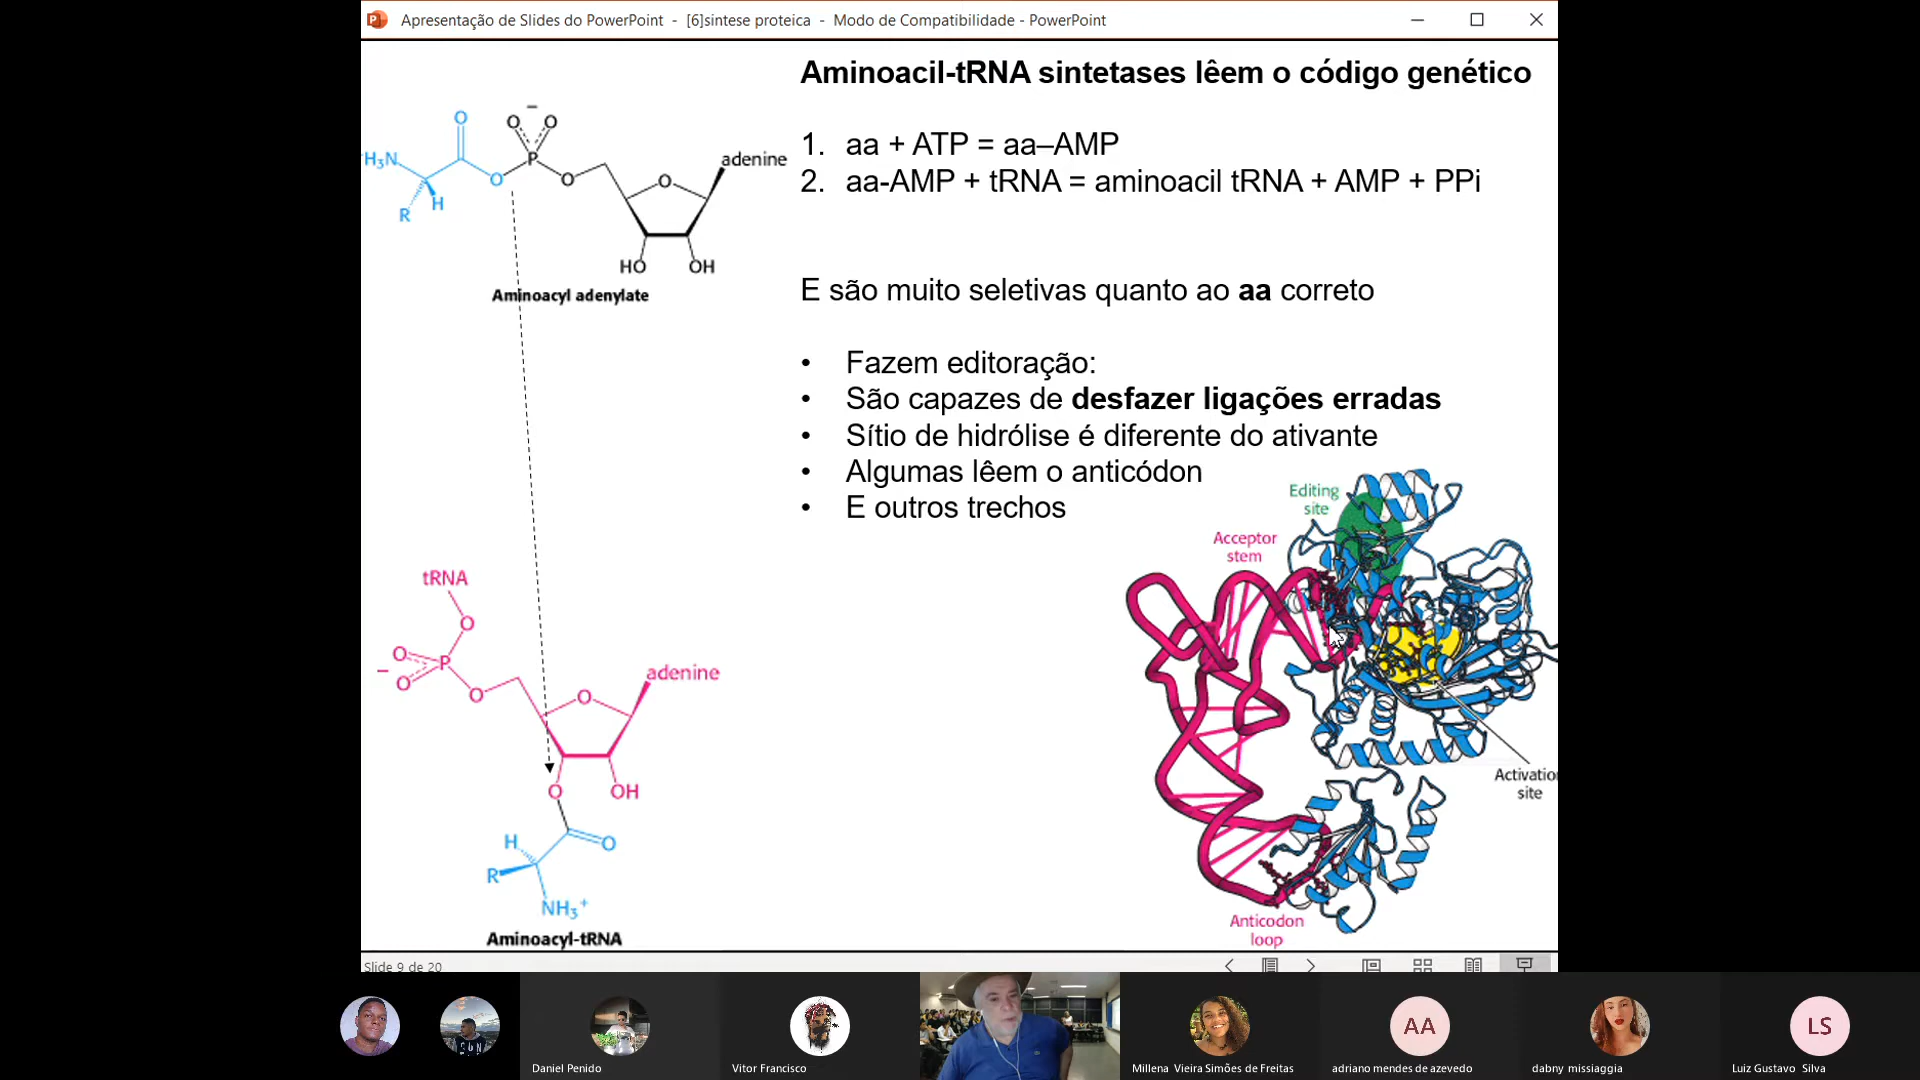 Apresentação de Slides do PowerPoint - [6]sintese proteica - Modo de Compatibilidade - PowerPoint
Aminoacil-tRNA sintetases lêem o código genético
1. aa + ATP = aa–AMP
2. aa-AMP + tRNA = aminoacil tRNA + AMP + PPi
E são muito seletivas quanto ao aa correto
• Fazem editoração:
• São capazes de desfazer ligações erradas
• Sítio de hidrólise é diferente do ativante
• Algumas lêem o anticódon
• E outros trechos
O
O
O
−
H₃N
O
P
O
O
adenine
R
H
HO
OH
Aminoacyl adenylate
tRNA
O
O
−
P
O
O
O
adenine
O
OH
H
O
R
NH₃⁺
Aminoacyl-tRNA
Editing
site
Acceptor
stem
Activatio
site
Anticodon
loop
Slide 9 de 20
Daniel Penido
Vitor Francisco
Millena Vieira Simões de Freitas
AA
adriano mendes de azevedo
dabny missiaggia
LS
Luiz Gustavo Silva